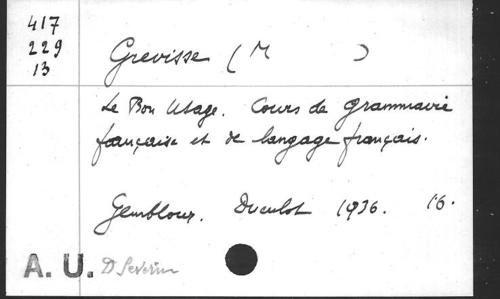 417
229
13
Grevisse (M )
Le Bon Usage. Cours de grammaire
française et de langage français.
Gembloux. Duculot 1936. 16.
A. U. D Severin